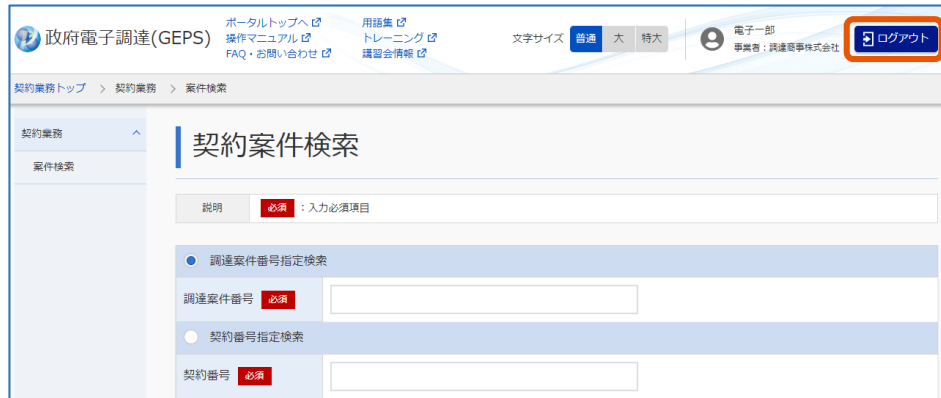 政府電子調達(GEPS)
ポータルトップへ
操作マニュアル
FAQ・お問い合わせ
用語集
トレーニング
講習会情報
文字サイズ 普通 大 特大
電子一郎
事業者：調達商事株式会社
ログアウト
契約業務トップ > 契約業務 > 案件検索
契約業務
案件検索
契約案件検索
説明 必須 ：入力必須項目
調達案件番号指定検索
調達案件番号 必須
契約番号指定検索
契約番号 必須